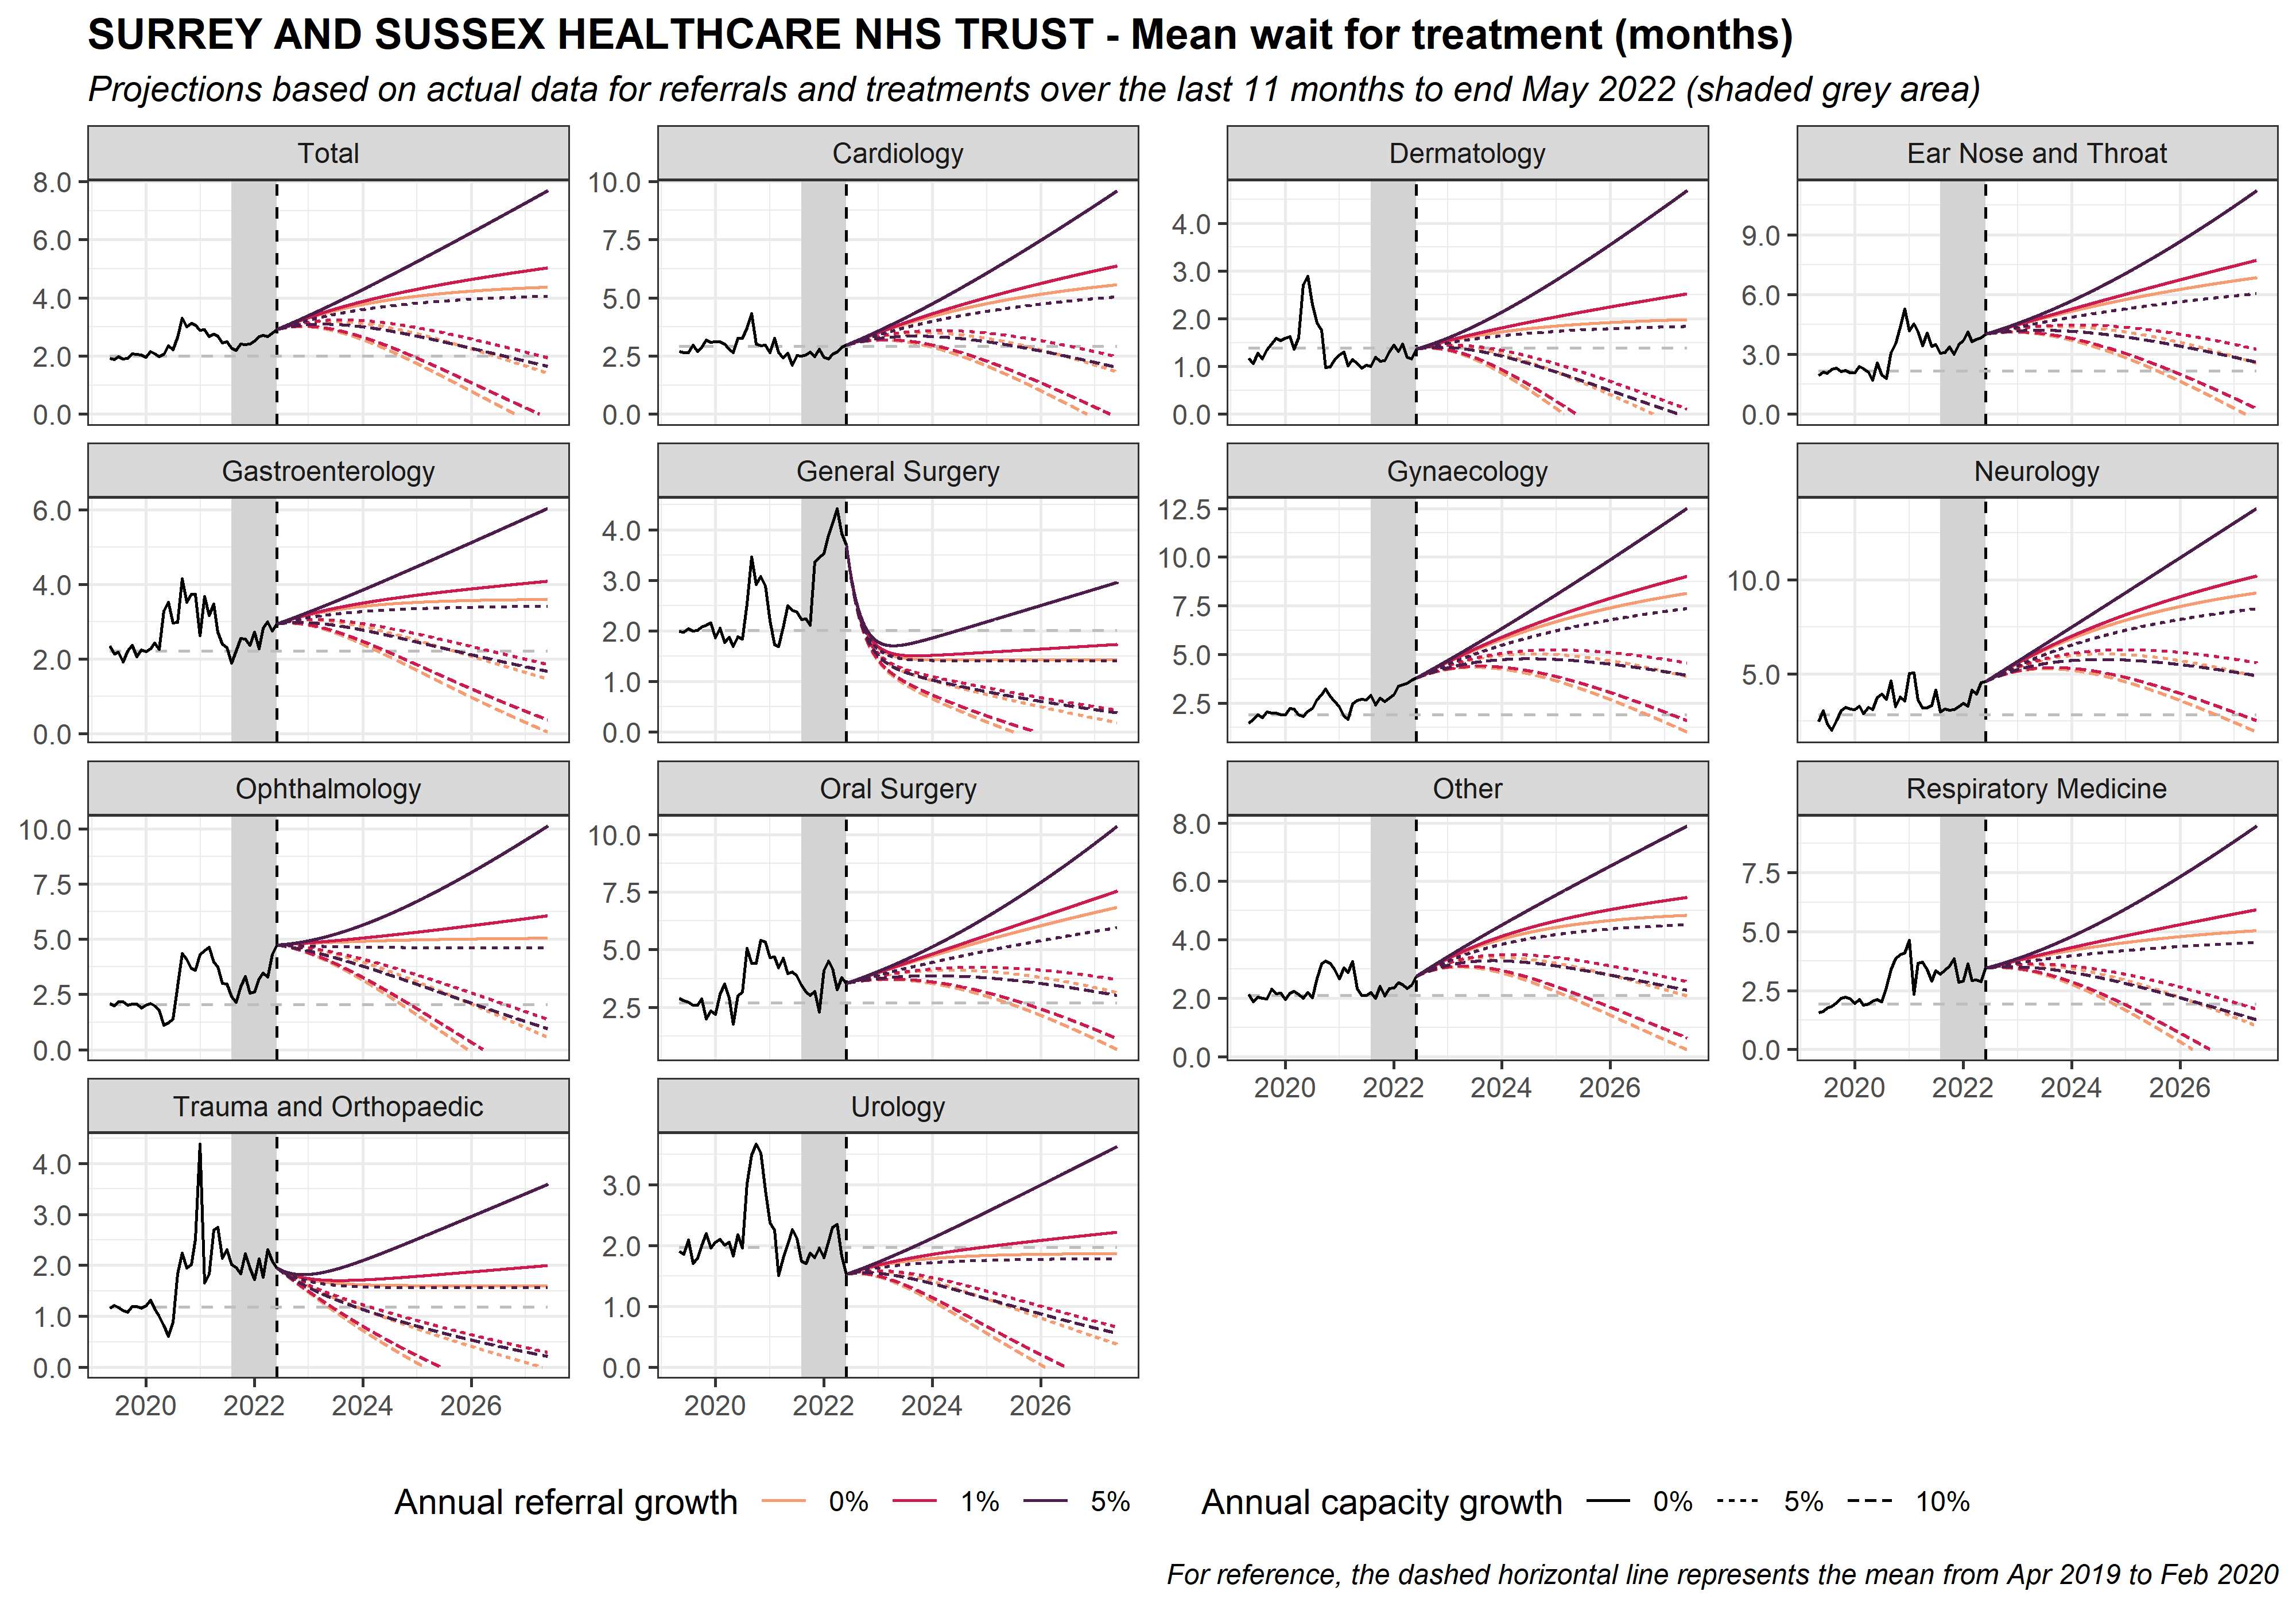 SURREY AND SUSSEX HEALTHCARE NHS TRUST - Mean wait for treatment (months)
Projections based on actual data for referrals and treatments over the last 11 months to end May 2022 (shaded grey area)
Total
8.0
6.0
4.0
2.0
0.0
Cardiology
10.0
7.5
5.0
2.5
0.0
Dermatology
4.0
3.0
2.0
1.0
0.0
Ear Nose and Throat
9.0
6.0
3.0
0.0
Gastroenterology
6.0
4.0
2.0
0.0
General Surgery
4.0
3.0
2.0
1.0
0.0
Gynaecology
12.5
10.0
7.5
5.0
2.5
Neurology
10.0
5.0
Ophthalmology
10.0
7.5
5.0
2.5
0.0
Oral Surgery
10.0
7.5
5.0
2.5
Other
8.0
6.0
4.0
2.0
0.0
2020 2022 2024 2026
Respiratory Medicine
7.5
5.0
2.5
0.0
2020 2022 2024 2026
Trauma and Orthopaedic
4.0
3.0
2.0
1.0
0.0
2020 2022 2024 2026
Urology
3.0
2.0
1.0
0.0
2020 2022 2024 2026
Annual referral growth 0% 1% 5% Annual capacity growth 0% 5% 10%
For reference, the dashed horizontal line represents the mean from Apr 2019 to Feb 2020